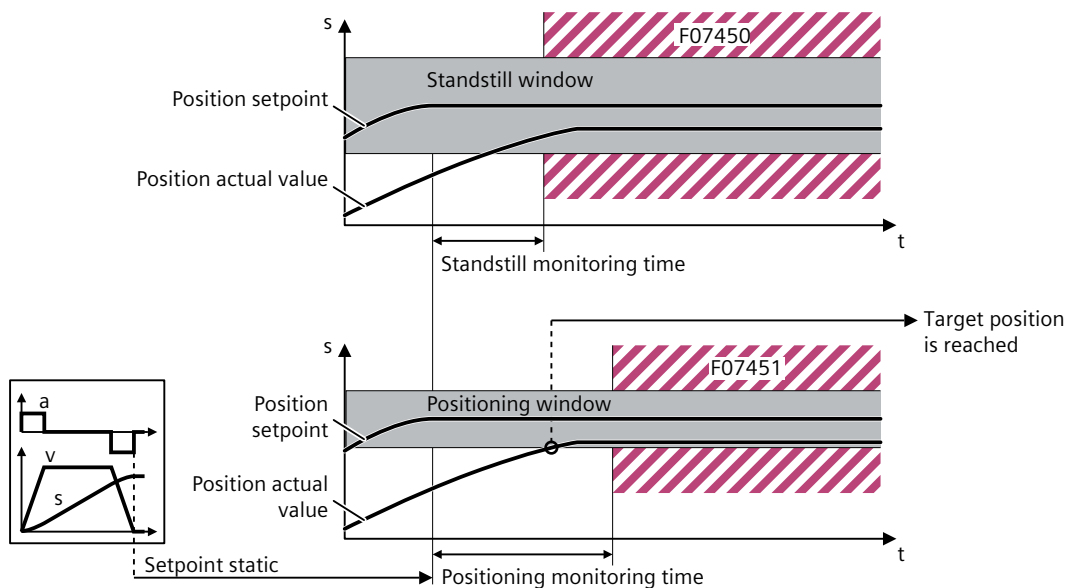 s
F07450
Standstill window
Position setpoint
Position actual value
t
Standstill monitoring time
Target position
is reached
s
F07451
Positioning window
Position
setpoint
Position actual
value
t
a
v
s
Setpoint static
Positioning monitoring time